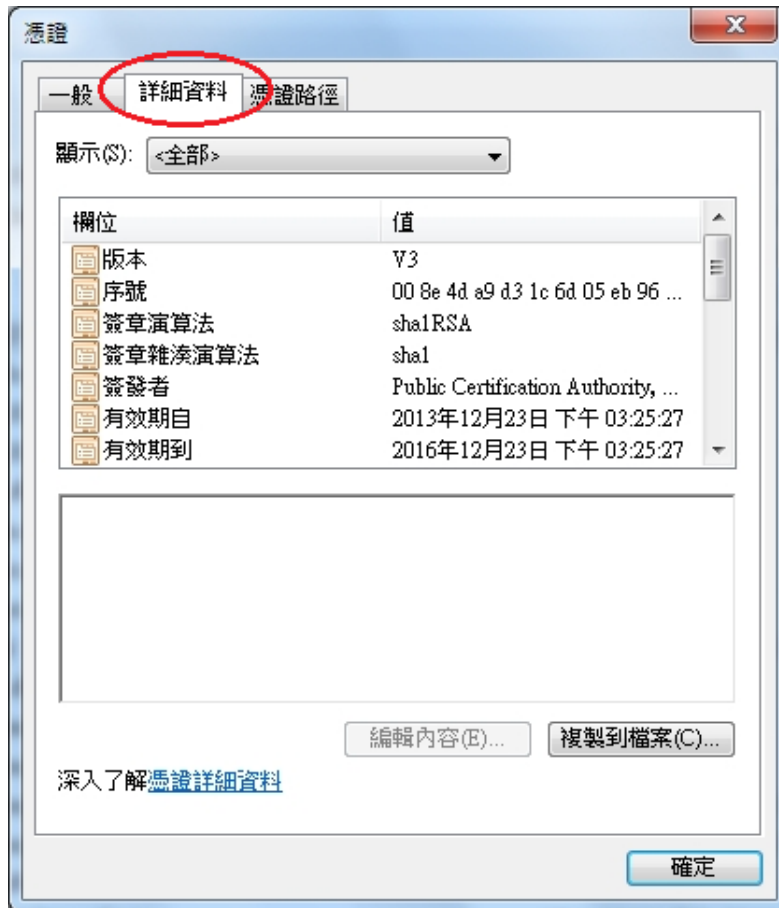 憑證
一般 詳細資料 憑證路徑
顯示(S): <全部>
欄位 值
版本 V3
序號 00 8e 4d a9 d3 1c 6d 05 eb 96 ...
簽章演算法 sha1RSA
簽章雜湊演算法 sha1
簽發者 Public Certification Authority, ...
有效期自 2013年12月23日 下午 03:25:27
有效期到 2016年12月23日 下午 03:25:27
編輯內容(E)... 複製到檔案(C)...
深入了解憑證詳細資料
確定